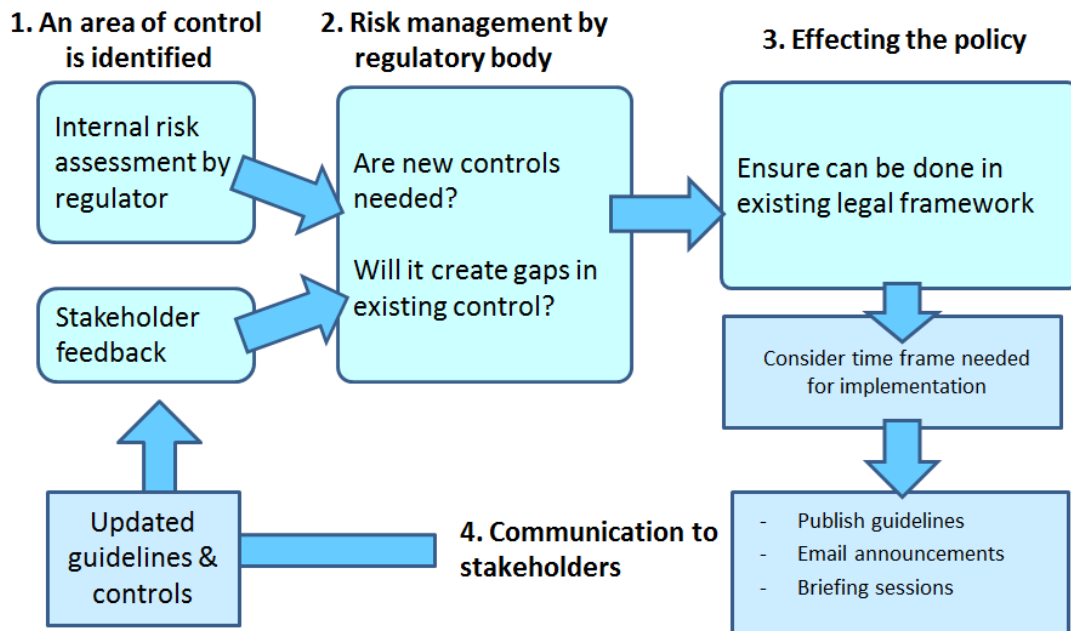 1. An area of control
is identified
2. Risk management by
regulatory body
3. Effecting the policy
Internal risk
assessment by
regulator
Stakeholder
feedback
Are new controls
needed?
Will it create gaps in
existing control?
Ensure can be done in
existing legal framework
Consider time frame needed
for implementation
- Publish guidelines
- Email announcements
- Briefing sessions
4. Communication to
stakeholders
Updated
guidelines &
controls